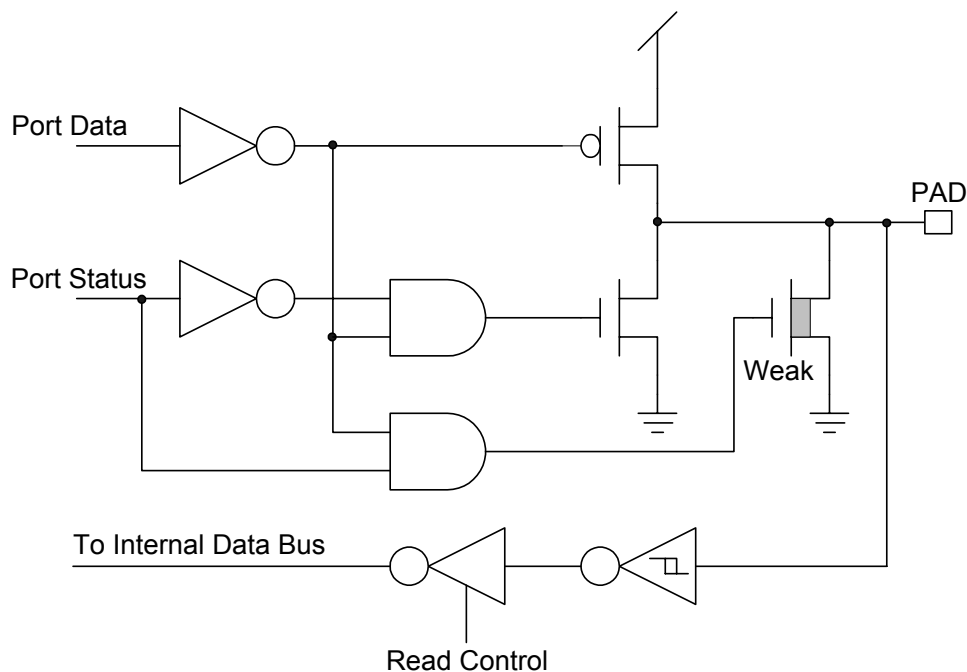 Port Data
PAD
Port Status
Weak
To Internal Data Bus
Read Control